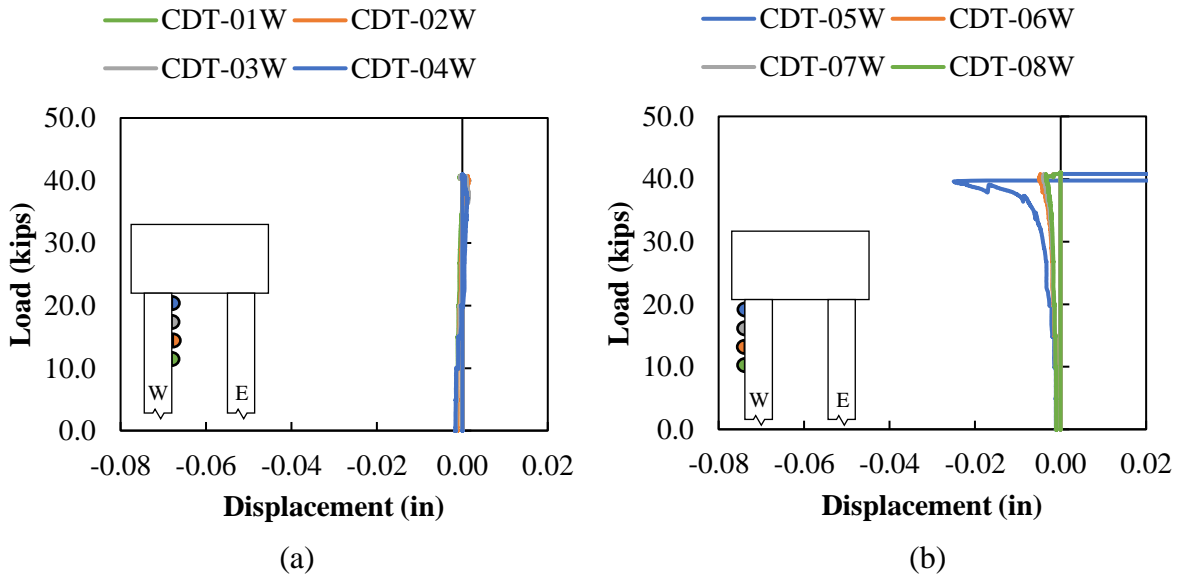 CDT-01W CDT-02W
CDT-03W CDT-04W
50.0
40.0
30.0
20.0
10.0
0.0
Load (kips)
W E
-0.08 -0.06 -0.04 -0.02 0.00 0.02
Displacement (in)
(a)
CDT-05W CDT-06W
CDT-07W CDT-08W
50.0
40.0
30.0
20.0
10.0
0.0
Load (kips)
W E
-0.08 -0.06 -0.04 -0.02 0.00 0.02
Displacement (in)
(b)